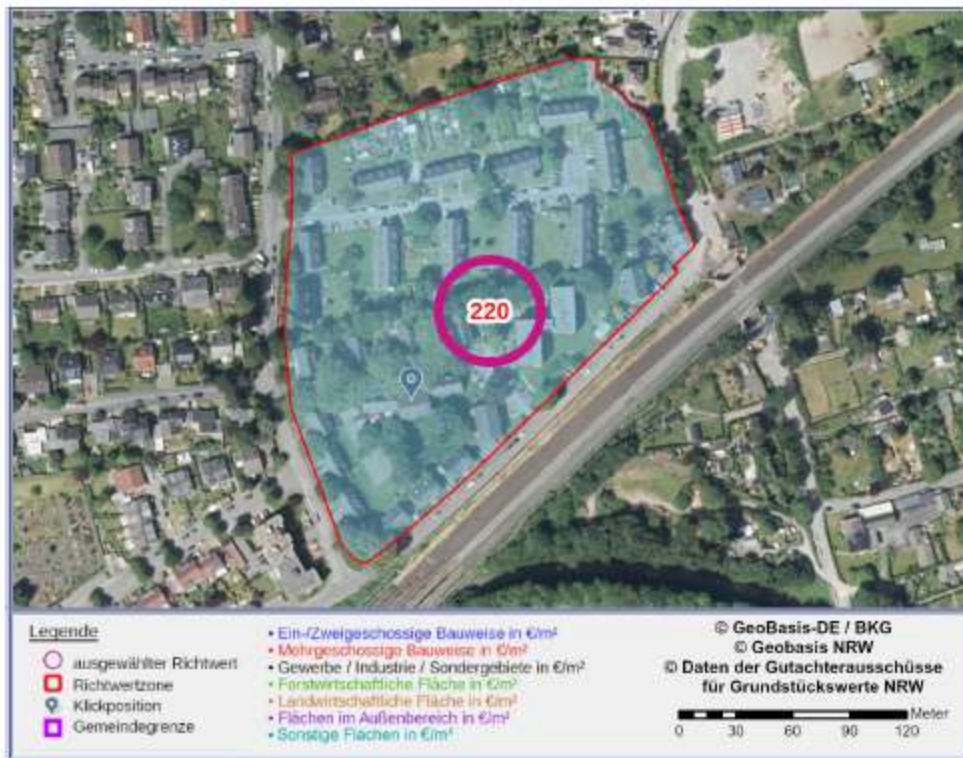 220
Legende
ausgewählter Richtwert
Richtwertzone
Klickposition
Gemeindegrenze
• Ein-/Zweigeschossige Bauweise in €/m²
• Mehrgeschossige Bauweise in €/m²
• Gewerbe / Industrie / Sondergebiete in €/m²
• Forstwirtschaftliche Fläche in €/m²
• Landwirtschaftliche Fläche in €/m²
• Flächen im Außenbereich in €/m²
• Sonstige Flächen in €/m²
© GeoBasis-DE / BKG
© Geobasis NRW
© Daten der Gutachterausschüsse
für Grundstückswerte NRW
Meter
0 30 60 90 120